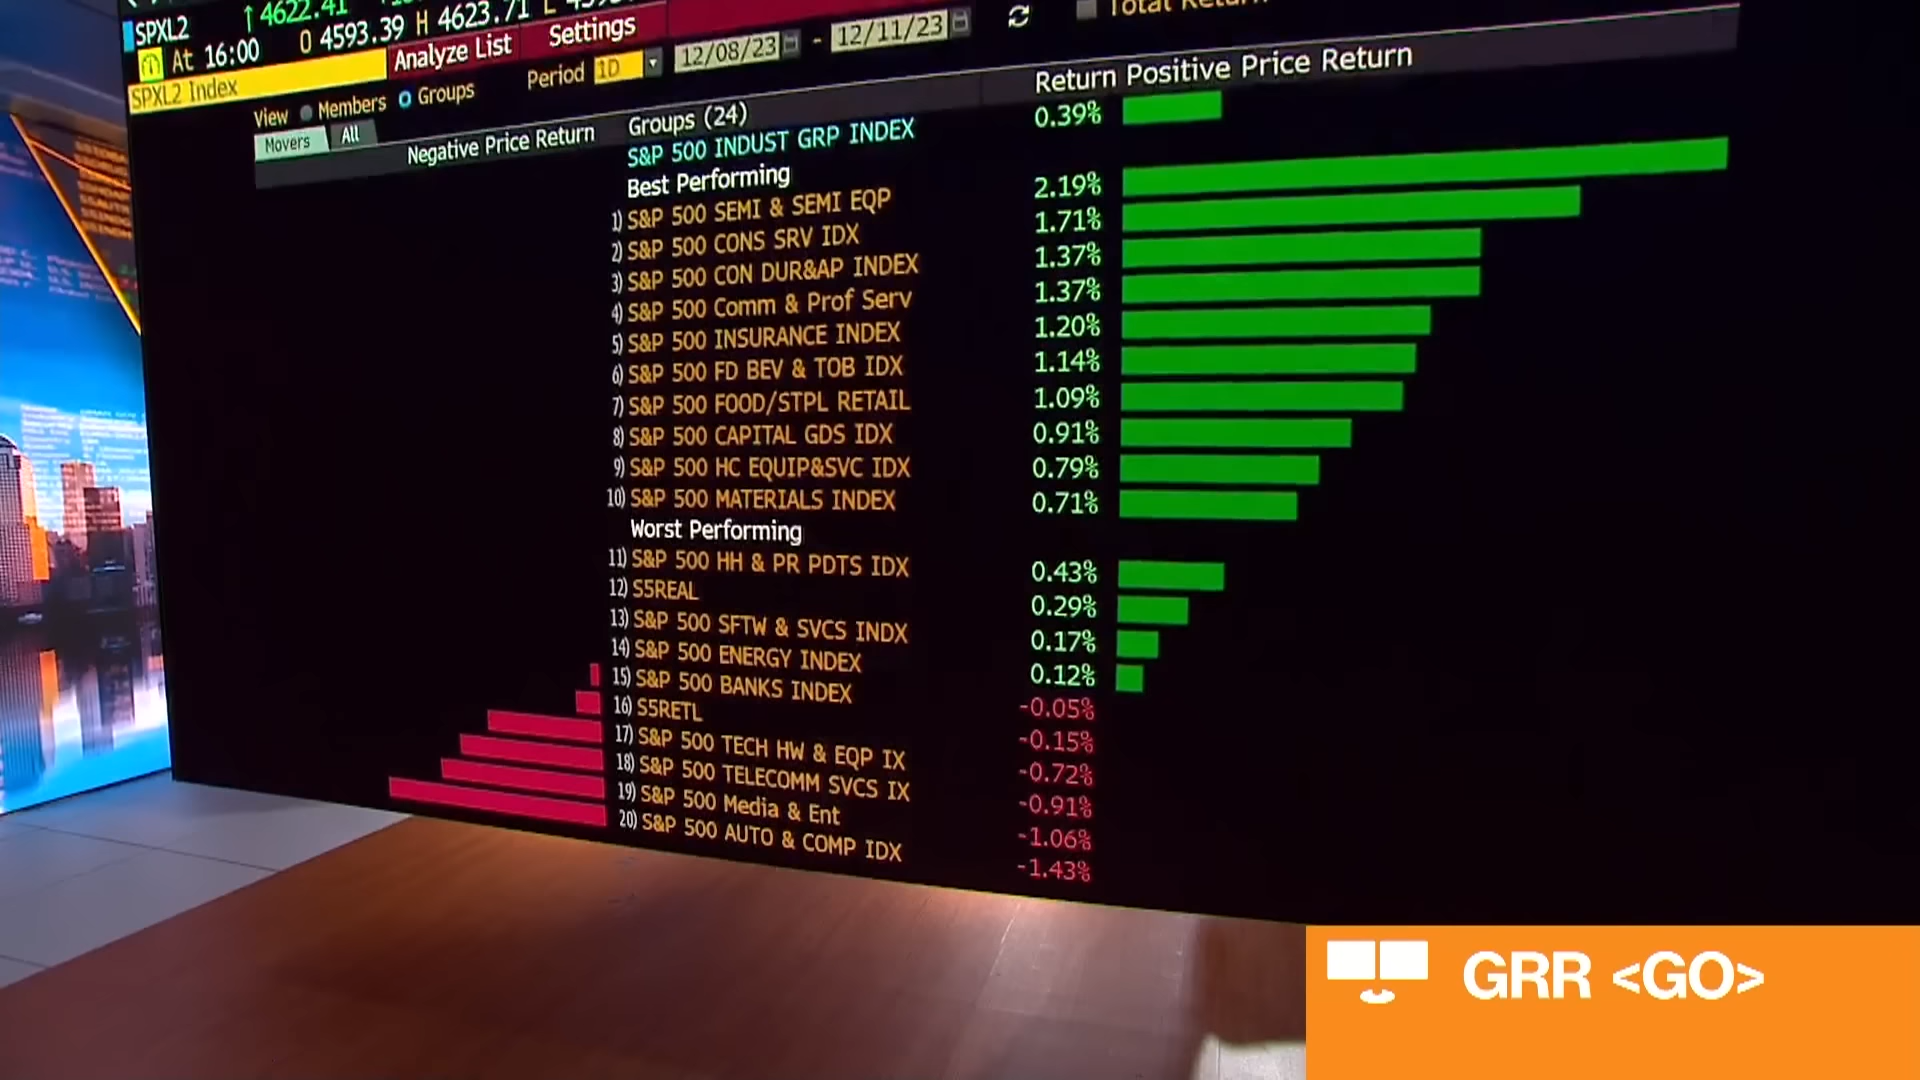 SPXL2 ↑ 4622.41
At 16:00 O 4593.39 H 4623.71 L
SPXL2 Index Analyze List Settings
View Members Groups Period 1D 12/08/23 - 12/11/23
Movers All
Negative Price Return Groups (24) Return Positive Price Return
S&P 500 INDUST GRP INDEX 0.39%
Best Performing
1) S&P 500 SEMI & SEMI EQP 2.19%
2) S&P 500 CONS SRV IDX 1.71%
3) S&P 500 CON DUR&AP INDEX 1.37%
4) S&P 500 Comm & Prof Serv 1.37%
5) S&P 500 INSURANCE INDEX 1.20%
6) S&P 500 FD BEV & TOB IDX 1.14%
7) S&P 500 FOOD/STPL RETAIL 1.09%
8) S&P 500 CAPITAL GDS IDX 0.91%
9) S&P 500 HC EQUIP&SVC IDX 0.79%
10) S&P 500 MATERIALS INDEX 0.71%
Worst Performing
11) S&P 500 HH & PR PDTS IDX 0.43%
12) S5REAL 0.29%
13) S&P 500 SFTW & SVCS INDX 0.17%
14) S&P 500 ENERGY INDEX 0.12%
15) S&P 500 BANKS INDEX -0.05%
16) S5RETL -0.15%
17) S&P 500 TECH HW & EQP IX -0.72%
18) S&P 500 TELECOMM SVCS IX -0.91%
19) S&P 500 Media & Ent -1.06%
20) S&P 500 AUTO & COMP IDX -1.43%
GRR <GO>